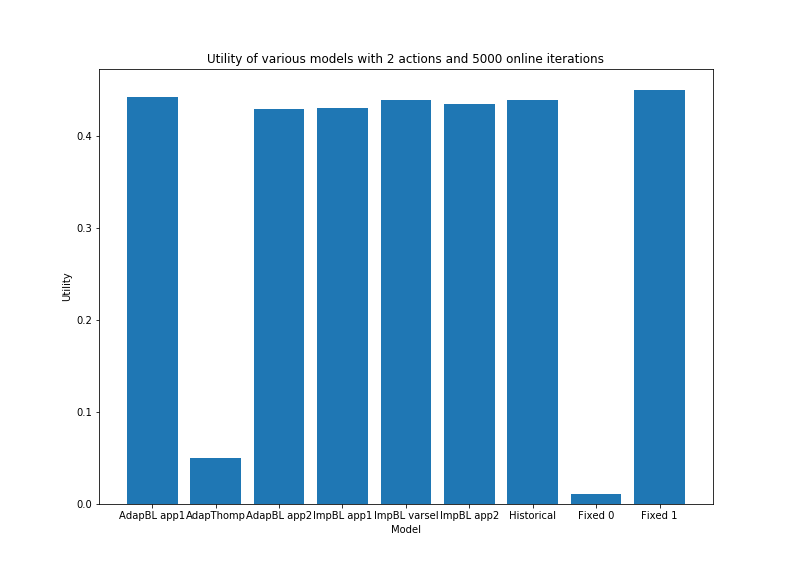 Utility of various models with 2 actions and 5000 online iterations
Utility
0.4
0.3
0.2
0.1
0.0
AdapBL app1 AdapThomp AdapBL app2 ImpBL app1 ImpBL varsel ImpBL app2 Historical Fixed 0 Fixed 1
Model